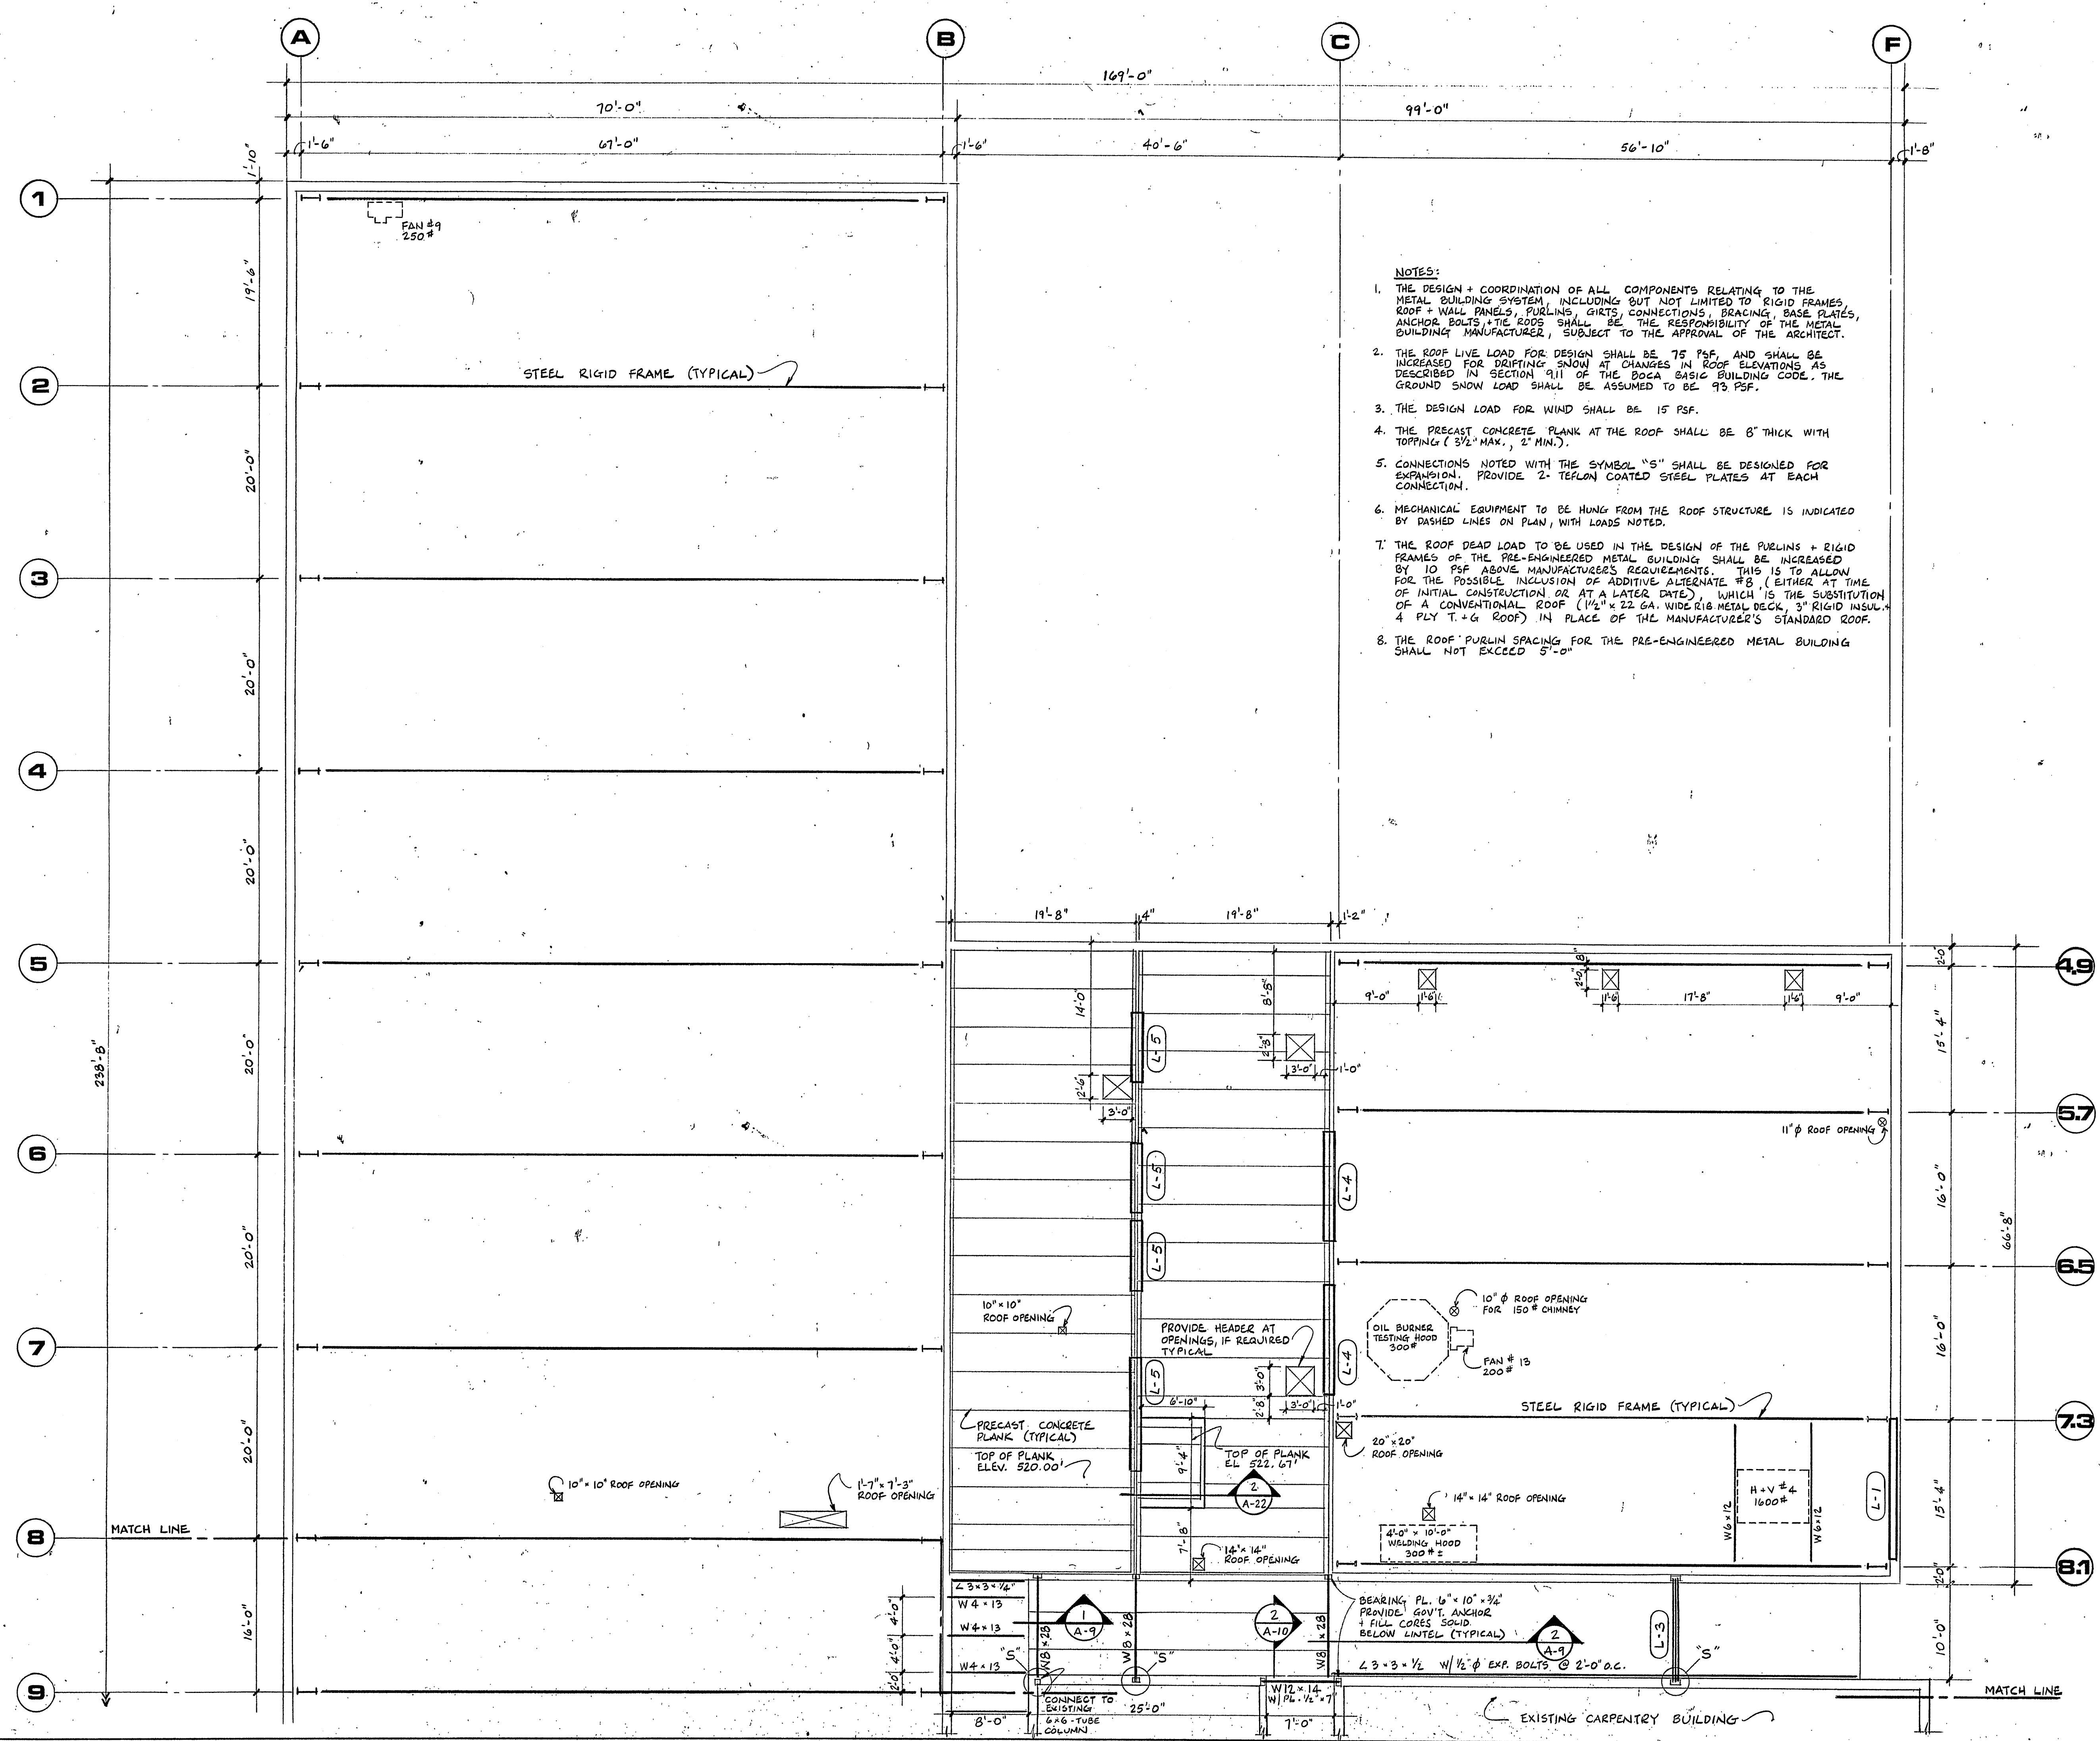 A
B
C
F
169'-0"
70'-0"
99'-0"
1'-6"
67'-0"
1'-6"
40'-6"
56'-10"
1'-8"
1'-10"
1
FAN #9
250#
19'-6"
NOTES:
1. THE DESIGN + COORDINATION OF ALL COMPONENTS RELATING TO THE
METAL BUILDING SYSTEM, INCLUDING BUT NOT LIMITED TO RIGID FRAMES,
ROOF + WALL PANELS, PURLINS, GIRTS, CONNECTIONS, BRACING, BASE PLATES,
ANCHOR BOLTS, + TIE RODS SHALL BE THE RESPONSIBILITY OF THE METAL
BUILDING MANUFACTURER, SUBJECT TO THE APPROVAL OF THE ARCHITECT.
2. THE ROOF LIVE LOAD FOR DESIGN SHALL BE 75 PSF, AND SHALL BE
INCREASED FOR DRIFTING SNOW AT CHANGES IN ROOF ELEVATIONS AS
DESCRIBED IN SECTION 911 OF THE BOCA BASIC BUILDING CODE. THE
GROUND SNOW LOAD SHALL BE ASSUMED TO BE 93 PSF.
3. THE DESIGN LOAD FOR WIND SHALL BE 15 PSF.
4. THE PRECAST CONCRETE PLANK AT THE ROOF SHALL BE 8" THICK WITH
TOPPING (3½" MAX., 2" MIN.).
5. CONNECTIONS NOTED WITH THE SYMBOL "S" SHALL BE DESIGNED FOR
EXPANSION. PROVIDE 2- TEFLON COATED STEEL PLATES AT EACH
CONNECTION.
6. MECHANICAL EQUIPMENT TO BE HUNG FROM THE ROOF STRUCTURE IS INDICATED
BY DASHED LINES ON PLAN, WITH LOADS NOTED.
7. THE ROOF DEAD LOAD TO BE USED IN THE DESIGN OF THE PURLINS + RIGID
FRAMES OF THE PRE-ENGINEERED METAL BUILDING SHALL BE INCREASED
BY 10 PSF ABOVE MANUFACTURER'S REQUIREMENTS. THIS IS TO ALLOW
FOR THE POSSIBLE INCLUSION OF ADDITIVE ALTERNATE #8 (EITHER AT TIME
OF INITIAL CONSTRUCTION OR AT A LATER DATE), WHICH IS THE SUBSTITUTION
OF A CONVENTIONAL ROOF (1½" x 22 GA. WIDE RIB METAL DECK, 3" RIGID INSUL. +
4 PLY T.+G ROOF) IN PLACE OF THE MANUFACTURER'S STANDARD ROOF.
8. THE ROOF PURLIN SPACING FOR THE PRE-ENGINEERED METAL BUILDING
SHALL NOT EXCEED 5'-0"
2
STEEL RIGID FRAME (TYPICAL)
20'-0"
3
20'-0"
4
20'-0"
19'-8"
4"
19'-8"
1'-2"
5
4.9
2'-0"
14'-0"
8'-8"
8"
2'-0"
9'-0"
1'-6"
1'-6"
17'-8"
1'-6"
9'-0"
238'-8"
20'-0"
15'-4"
L-5
2'-8"
3'-0"
1'-0"
2'-6"
3'-0"
5.7
11" φ ROOF OPENING
6
L-5
L-4
16'-0"
66'-8"
20'-0"
L-5
6.5
10" x 10"
ROOF OPENING
10" φ ROOF OPENING
FOR 150# CHIMNEY
OIL BURNER
TESTING HOOD
300#
PROVIDE HEADER AT
OPENINGS, IF REQUIRED
TYPICAL
FAN # 13
200#
7
L-5
L-4
16'-0"
3'-0"
2'-8"
6'-10"
3'-0"
1'-0"
STEEL RIGID FRAME (TYPICAL)
7.3
20'-0"
PRECAST CONCRETE
PLANK (TYPICAL)
TOP OF PLANK
ELEV. 520.00'
9'-4"
TOP OF PLANK
EL 522.67'
20" x 20"
ROOF OPENING
10" x 10" ROOF OPENING
1'-7" x 7'-3"
ROOF OPENING
2
A-22
14" x 14" ROOF OPENING
H+V #4
1600#
W6x12
W6x12
L-1
15'-4"
MATCH LINE
8
4'-0" x 10'-0"
WELDING HOOD
300# ±
7'-8"
14" x 14"
ROOF OPENING
8.1
2'-0"
∠ 3x3x¼"
W4x13
W4x13
W4x13
16'-0"
4'-0"
4'-0"
2'-0"
1
A-9
W8x28
W8x28
2
A-10
W8x28
BEARING PL. 6" x 10" x ¾"
PROVIDE GOV'T. ANCHOR
+ FILL CORES SOLID
BELOW LINTEL (TYPICAL)
2
A-9
L-3
10'-0"
"S"
"S"
"S"
∠ 3x3x½ W/ ½" φ EXP. BOLTS @ 2'-0" O.C.
9
CONNECT TO
EXISTING
6x6 TUBE
COLUMN
8'-0"
25'-0"
W12x14
W/ PL. ½" x 7"
7'-0"
EXISTING CARPENTRY BUILDING
MATCH LINE